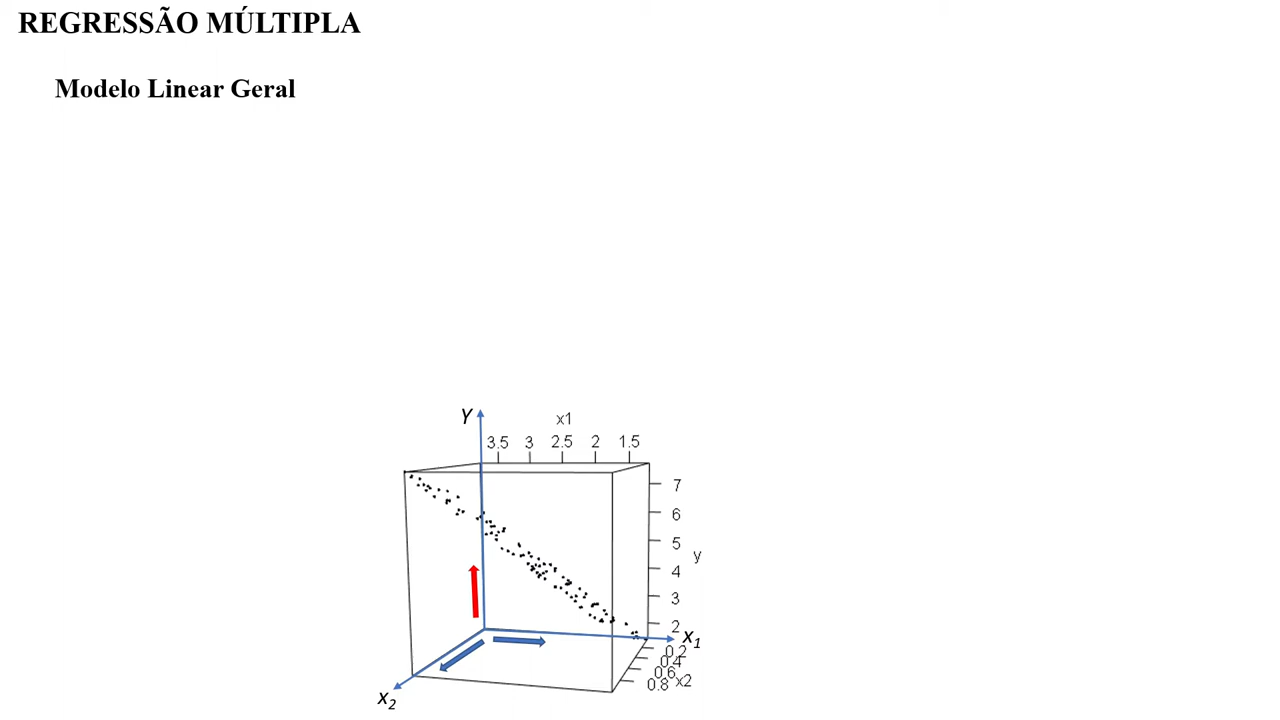 REGRESSÃO MÚLTIPLA
Modelo Linear Geral
Y
x1
3.5 3 2.5 2 1.5
7
6
5
y
4
3
2
x₁
0.2
0.4
0.6
0.8 x2
x₂